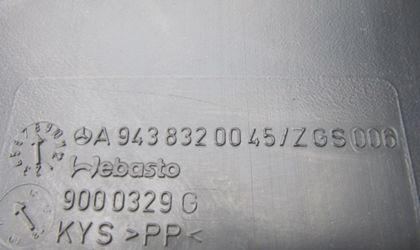 A 943 832 00 45/ZGS 006
Webasto
900 0329 G
KYS >PP<